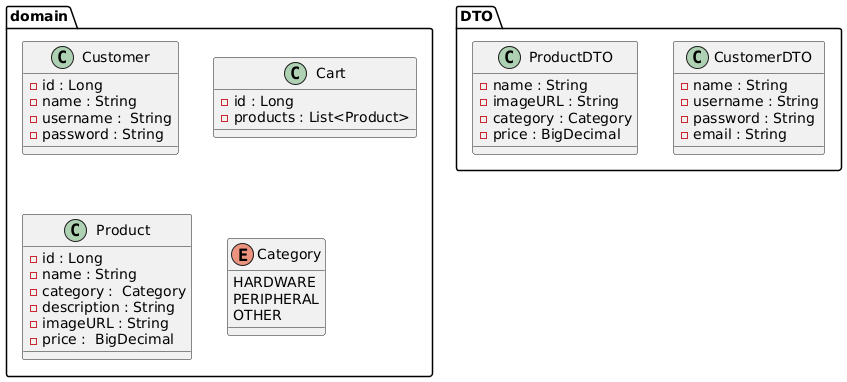 domain
C Customer
id : Long
name : String
username :  String
password : String
C Cart
id : Long
products : List<Product>
C Product
id : Long
name : String
category :  Category
description : String
imageURL : String
price :  BigDecimal
E Category
HARDWARE
PERIPHERAL
OTHER
DTO
C ProductDTO
name : String
imageURL : String
category : Category
price : BigDecimal
C CustomerDTO
name : String
username : String
password : String
email : String